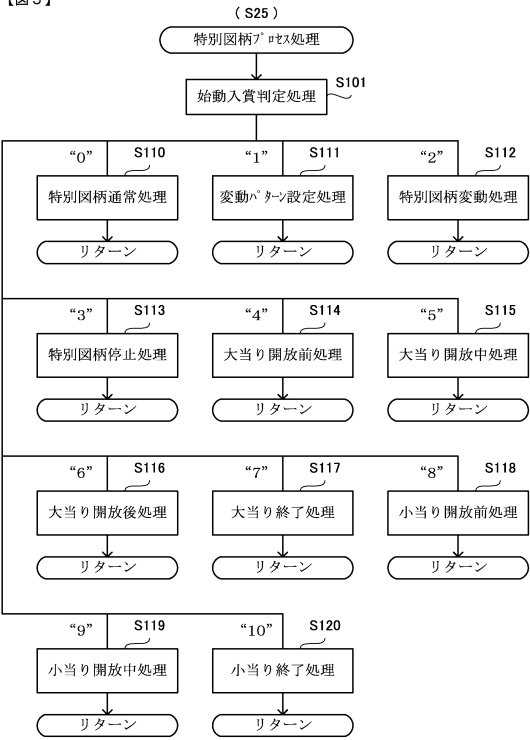 【図5】
(S25)
特別図柄ﾌﾟﾛｾｽ処理
S101
始動入賞判定処理
“0” S110 “1” S111 “2” S112
特別図柄通常処理 変動ﾊﾟﾀｰﾝ設定処理 特別図柄変動処理
リターン リターン リターン
“3” S113 “4” S114 “5” S115
特別図柄停止処理 大当り開放前処理 大当り開放中処理
リターン リターン リターン
“6” S116 “7” S117 “8” S118
大当り開放後処理 大当り終了処理 小当り開放前処理
リターン リターン リターン
“9” S119 “10” S120
小当り開放中処理 小当り終了処理
リターン リターン